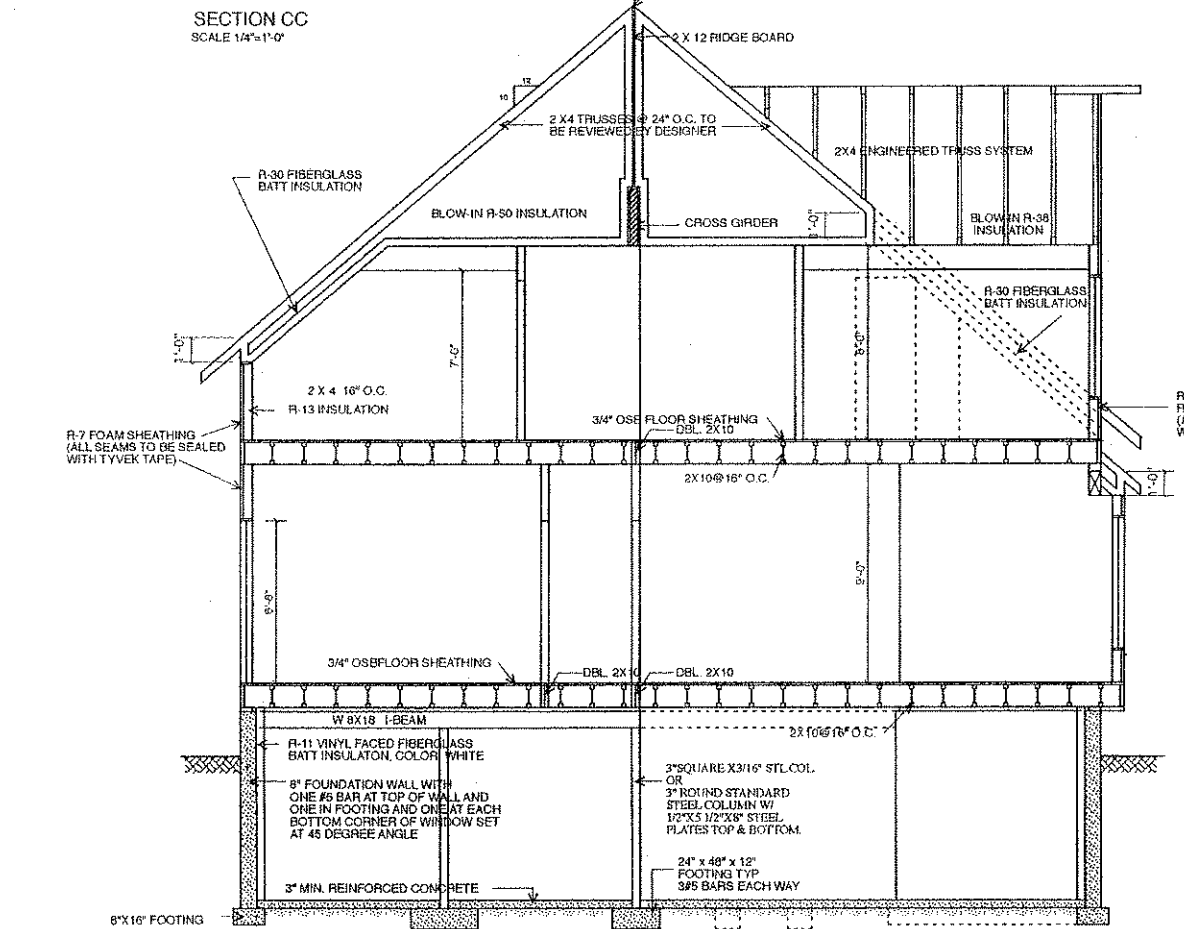 SECTION CC
SCALE 1/4"=1'-0"
2 X 12 RIDGE BOARD
12
10
2 X4 TRUSSES @ 24" O.C. TO
BE REVIEWED BY DESIGNER
2X4 ENGINEERED TRUSS SYSTEM
R-30 FIBERGLASS
BATT INSULATION
BLOW-IN R-50 INSULATION
CROSS GIRDER
BLOW-IN R-38
INSULATION
R-30 FIBERGLASS
BATT INSULATION
1'-0"
2 X 4 16" O.C.
R-13 INSULATION
3/4" OSB FLOOR SHEATHING
DBL. 2X10
R-7 FOAM SHEATHING
(ALL SEAMS TO BE SEALED
WITH TYVEK TAPE)
2X10@16" O.C.
1'-0"
9'-0"
3/4" OSBFLOOR SHEATHING
DBL. 2X10
DBL. 2X10
W 8X18 I-BEAM
2X10@16" O.C.
R-11 VINYL FACED FIBERGLASS
BATT INSULATON, COLOR WHITE
8" FOUNDATION WALL WITH
ONE #5 BAR AT TOP OF WALL AND
ONE IN FOOTING AND ONE AT EACH
BOTTOM CORNER OF WINDOW SET
AT 45 DEGREE ANGLE
3"SQUARE X3/16" STL.COL.
OR
3" ROUND STANDARD
STEEL COLUMN W/
1/2"X5 1/2"X8" STEEL
PLATES TOP & BOTTOM.
24" x 48" x 12"
FOOTING TYP
3#5 BARS EACH WAY
3" MIN. REINFORCED CONCRETE
8"X16" FOOTING